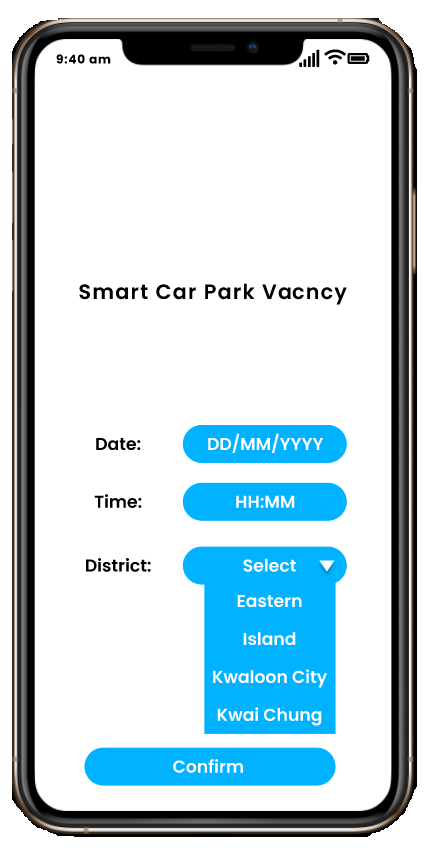 9:40 am
Smart Car Park Vacncy
Date: DD/MM/YYYY
Time: HH:MM
District: Select
Eastern
Island
Kwaloon City
Kwai Chung
Confirm